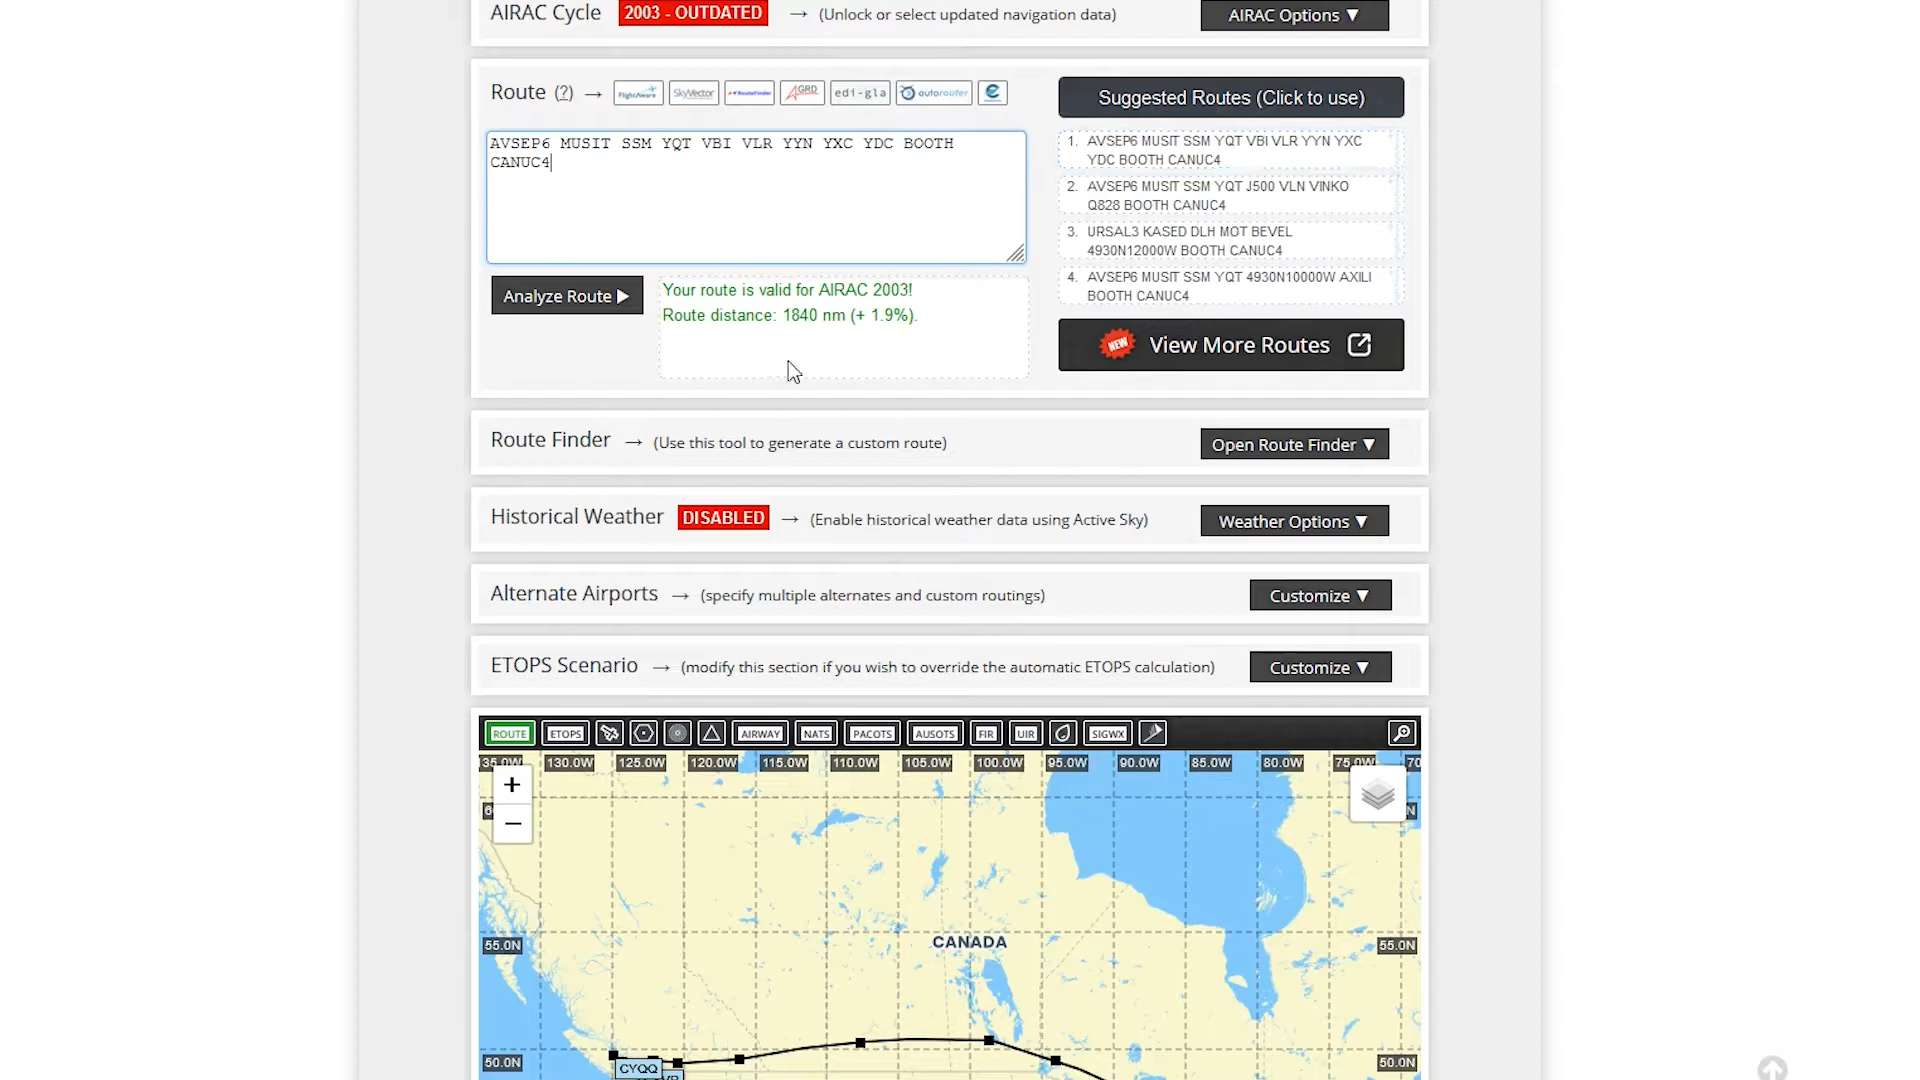 AIRAC Cycle 2003 - OUTDATED → (Unlock or select updated navigation data) AIRAC Options ▼
Route (?) → FlightAware SkyVector RouteFinder GRD edi-gla autorouter
Suggested Routes (Click to use)
AVSEP6 MUSIT SSM YQT VBI VLR YYN YXC YDC BOOTH
CANUC4
1. AVSEP6 MUSIT SSM YQT VBI VLR YYN YXC
YDC BOOTH CANUC4
2. AVSEP6 MUSIT SSM YQT J500 VLN VINKO
Q828 BOOTH CANUC4
3. URSAL3 KASED DLH MOT BEVEL
4930N12000W BOOTH CANUC4
4. AVSEP6 MUSIT SSM YQT 4930N10000W AXILI
BOOTH CANUC4
Analyze Route ▶
Your route is valid for AIRAC 2003!
Route distance: 1840 nm (+ 1.9%).
NEW View More Routes
Route Finder → (Use this tool to generate a custom route) Open Route Finder ▼
Historical Weather DISABLED → (Enable historical weather data using Active Sky) Weather Options ▼
Alternate Airports → (specify multiple alternates and custom routings) Customize ▼
ETOPS Scenario → (modify this section if you wish to override the automatic ETOPS calculation) Customize ▼
ROUTE ETOPS AIRWAY NATS PACOTS AUSOTS FIR UIR SIGWX
35.0W 130.0W 125.0W 120.0W 115.0W 110.0W 105.0W 100.0W 95.0W 90.0W 85.0W 80.0W 75.0W 70
+
−
CANADA
55.0N 55.0N
50.0N 50.0N
CYQQ